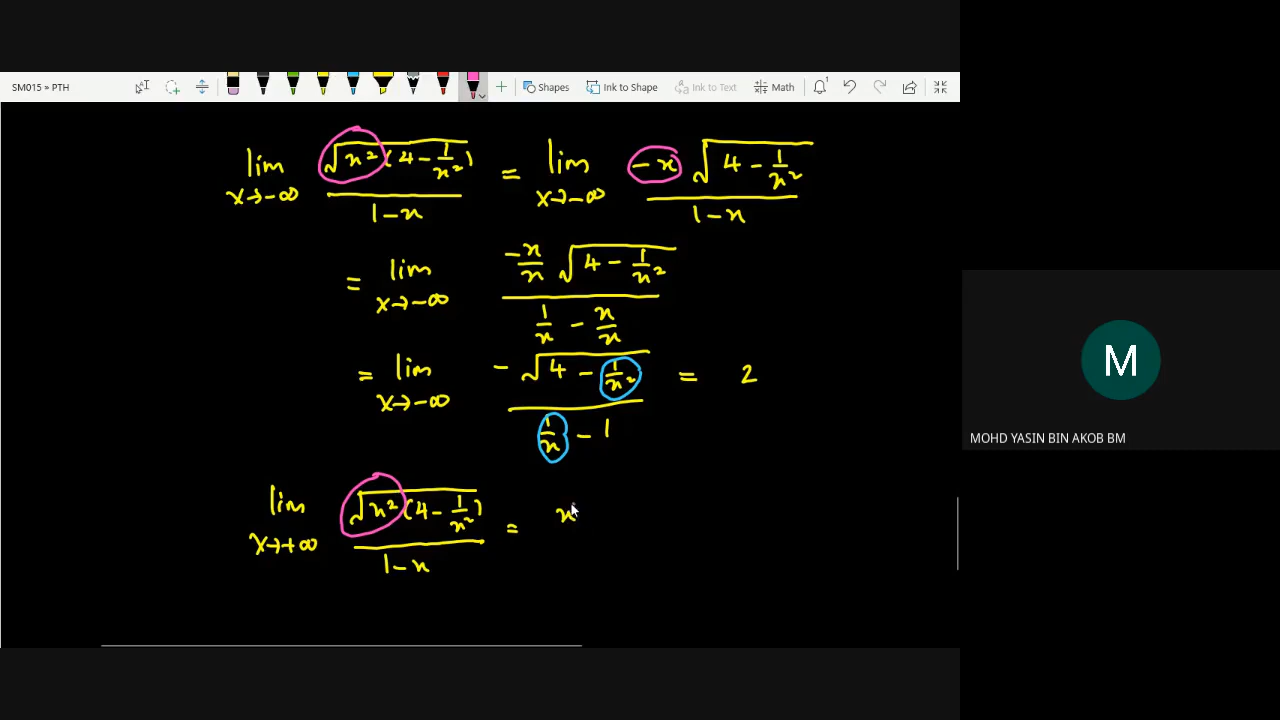 SM015 » PTH Shapes Ink to Shape Ink to Text Math
lim x→-∞ √x²(4 - 1/x²) / 1-x = lim x→-∞ -x √4 - 1/x² / 1-x
= lim x→-∞ -x/x √4 - 1/x² / 1/x - x/x
= lim x→-∞ -√4 - 1/x² / 1/x - 1 = 2
lim x→+∞ √x²(4 - 1/x²) / 1-x = x
M
MOHD YASIN BIN AKOB BM